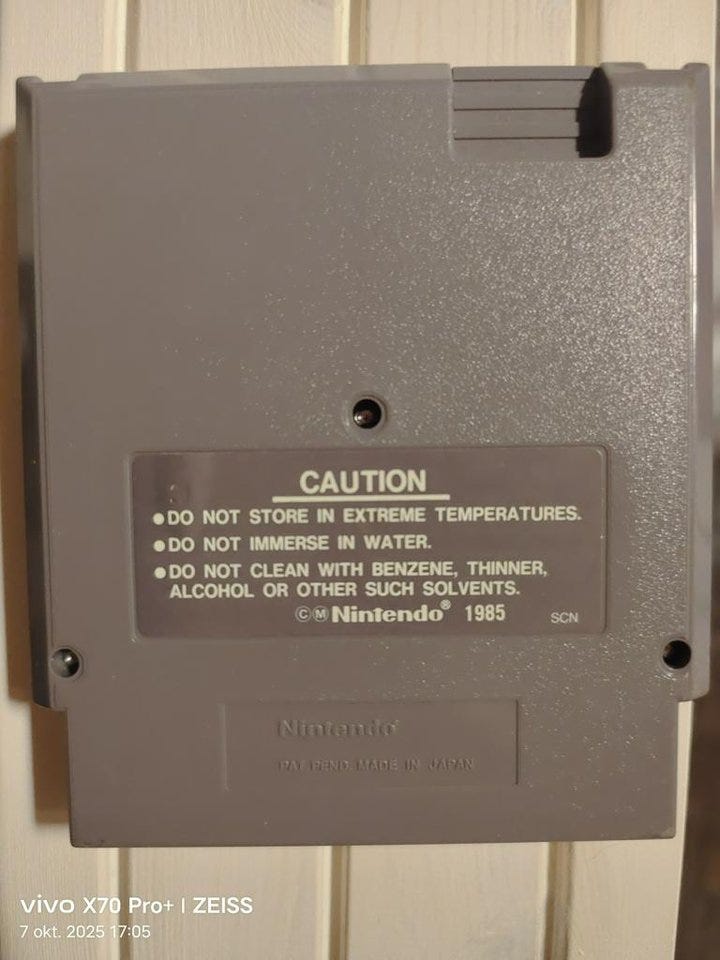 CAUTION
●DO NOT STORE IN EXTREME TEMPERATURES.
●DO NOT IMMERSE IN WATER.
●DO NOT CLEAN WITH BENZENE, THINNER,
ALCOHOL OR OTHER SUCH SOLVENTS.
ⒸⓂNintendo® 1985 SCN
Nintendo®
PAT PEND MADE IN JAPAN
vivo X70 Pro+ | ZEISS
7 okt. 2025 17:05